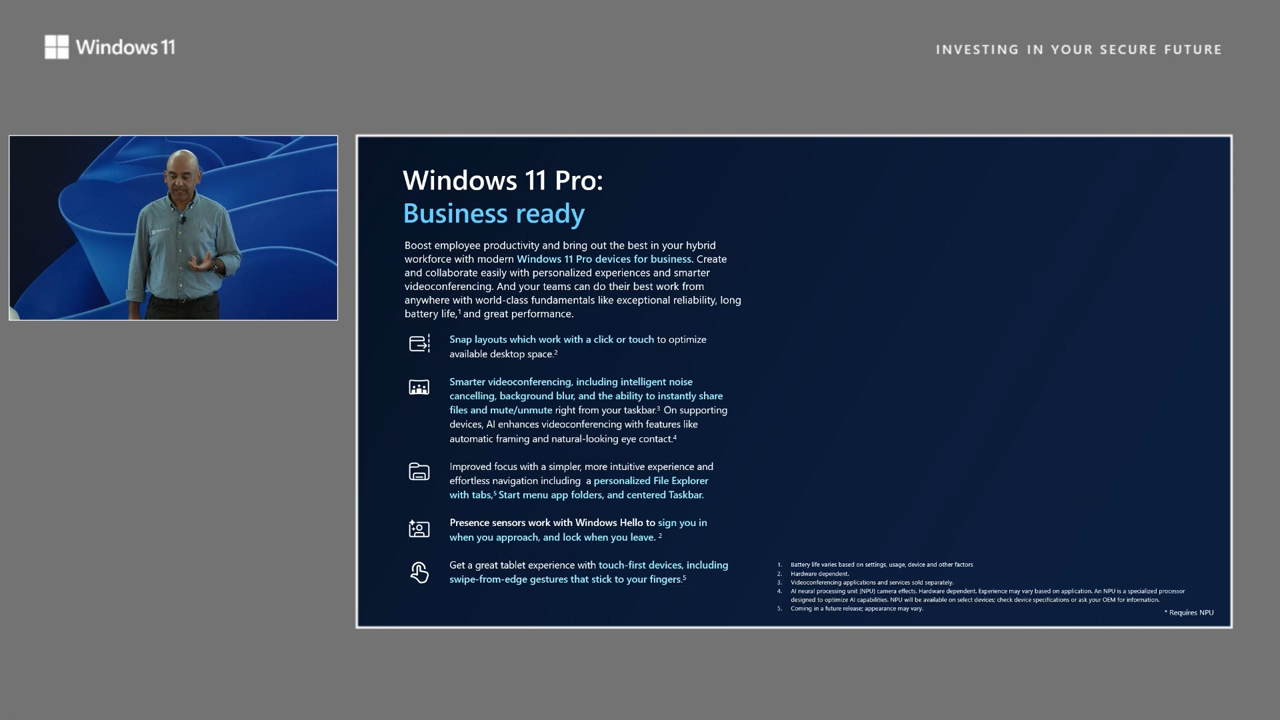 Windows 11
INVESTING IN YOUR SECURE FUTURE
Windows 11 Pro:
Business ready
Boost employee productivity and bring out the best in your hybrid
workforce with modern Windows 11 Pro devices for business. Create
and collaborate easily with personalized experiences and smarter
videoconferencing. And your teams can do their best work from
anywhere with world-class fundamentals like exceptional reliability, long
battery life,¹ and great performance.
Snap layouts which work with a click or touch to optimize
available desktop space.²
Smarter videoconferencing, including intelligent noise
cancelling, background blur, and the ability to instantly share
files and mute/unmute right from your taskbar.³ On supporting
devices, AI enhances videoconferencing with features like
automatic framing and natural-looking eye contact.⁴
Improved focus with a simpler, more intuitive experience and
effortless navigation including a personalized File Explorer
with tabs,⁵ Start menu app folders, and centered Taskbar.
Presence sensors work with Windows Hello to sign you in
when you approach, and lock when you leave. ²
Get a great tablet experience with touch-first devices, including
swipe-from-edge gestures that stick to your fingers.⁵
1. Battery life varies based on settings, usage, device and other factors
2. Hardware dependent.
3. Videoconferencing applications and services sold separately.
4. AI neural processing unit (NPU) camera effects. Hardware dependent. Experience may vary based on application. An NPU is a specialized processor
designed to optimize AI capabilities. NPU will be available on select devices; check device specifications or ask your OEM for information.
5. Coming in a future release; appearance may vary.
* Requires NPU